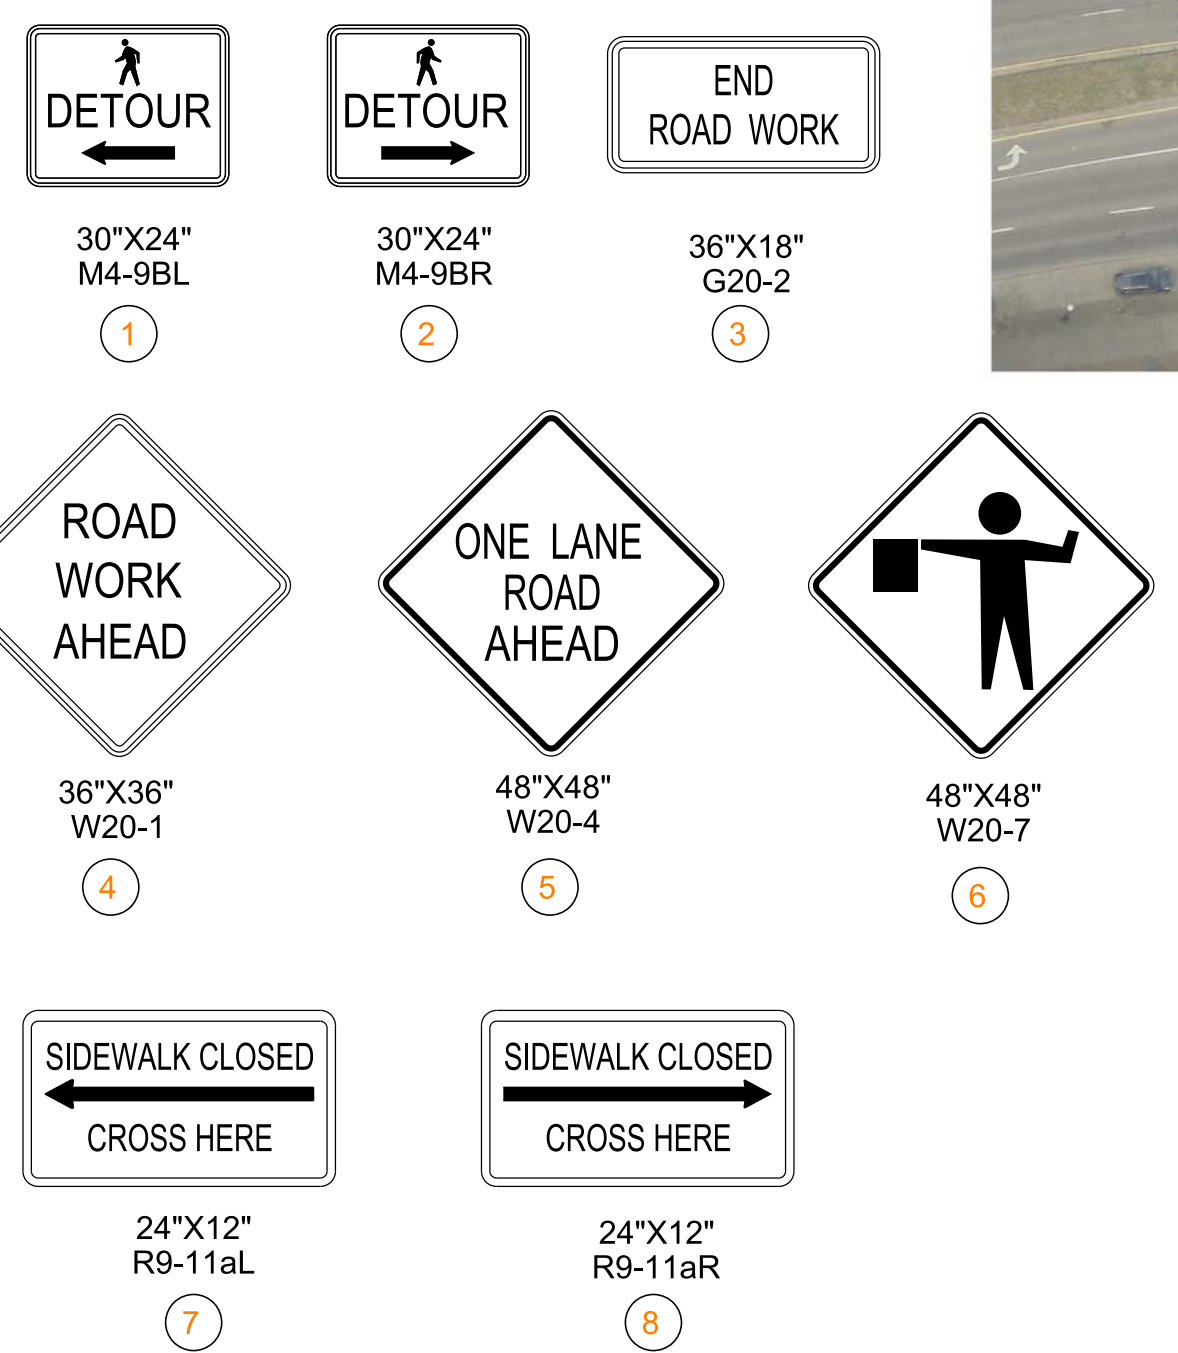 DETOUR
30"X24"
M4-9BL
1
DETOUR
30"X24"
M4-9BR
2
END
ROAD WORK
36"X18"
G20-2
3
ROAD
WORK
AHEAD
36"X36"
W20-1
4
ONE LANE
ROAD
AHEAD
48"X48"
W20-4
5
48"X48"
W20-7
6
SIDEWALK CLOSED
CROSS HERE
24"X12"
R9-11aL
7
SIDEWALK CLOSED
CROSS HERE
24"X12"
R9-11aR
8